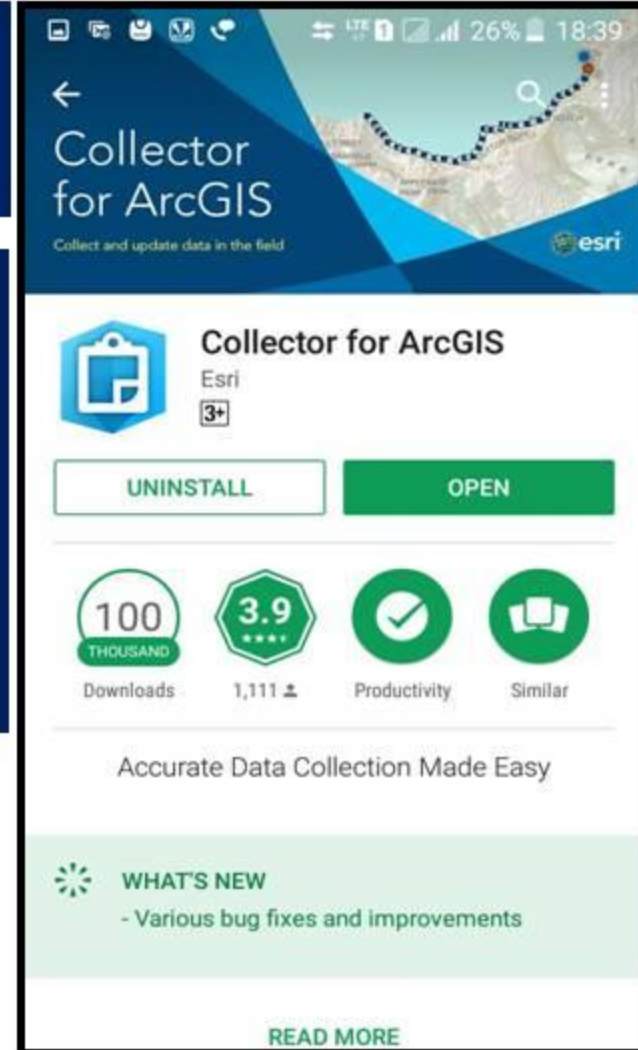 LTE 1 26% 18:39
Collector
for ArcGIS
Collect and update data in the field
esri
Collector for ArcGIS
Esri
3+
UNINSTALL
OPEN
100
THOUSAND
Downloads
3.9
1,111
Productivity
Similar
Accurate Data Collection Made Easy
WHAT'S NEW
- Various bug fixes and improvements
READ MORE